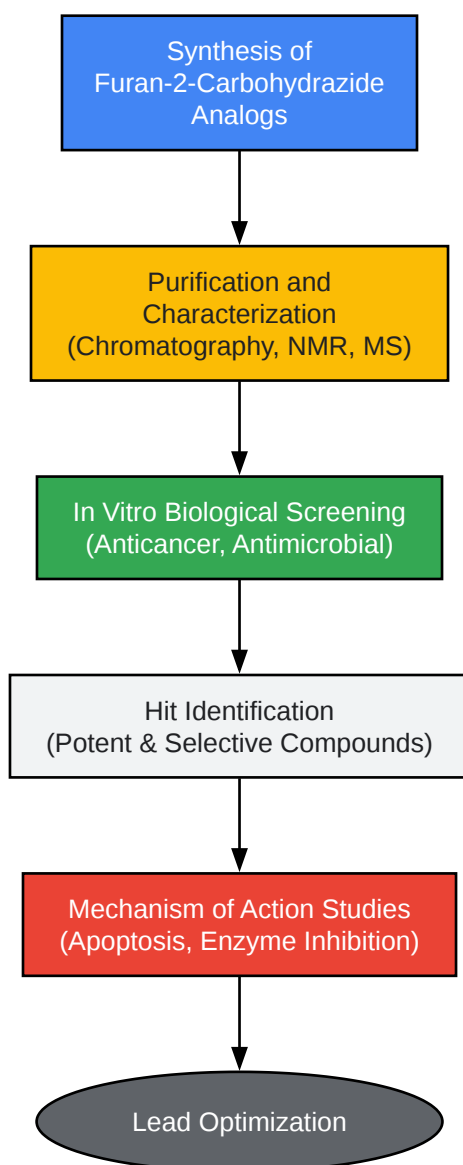 Synthesis of
Furan-2-Carbohydrazide
Analogs
Purification and
Characterization
(Chromatography, NMR, MS)
In Vitro Biological Screening
(Anticancer, Antimicrobial)
Hit Identification
(Potent & Selective Compounds)
Mechanism of Action Studies
(Apoptosis, Enzyme Inhibition)
Lead Optimization